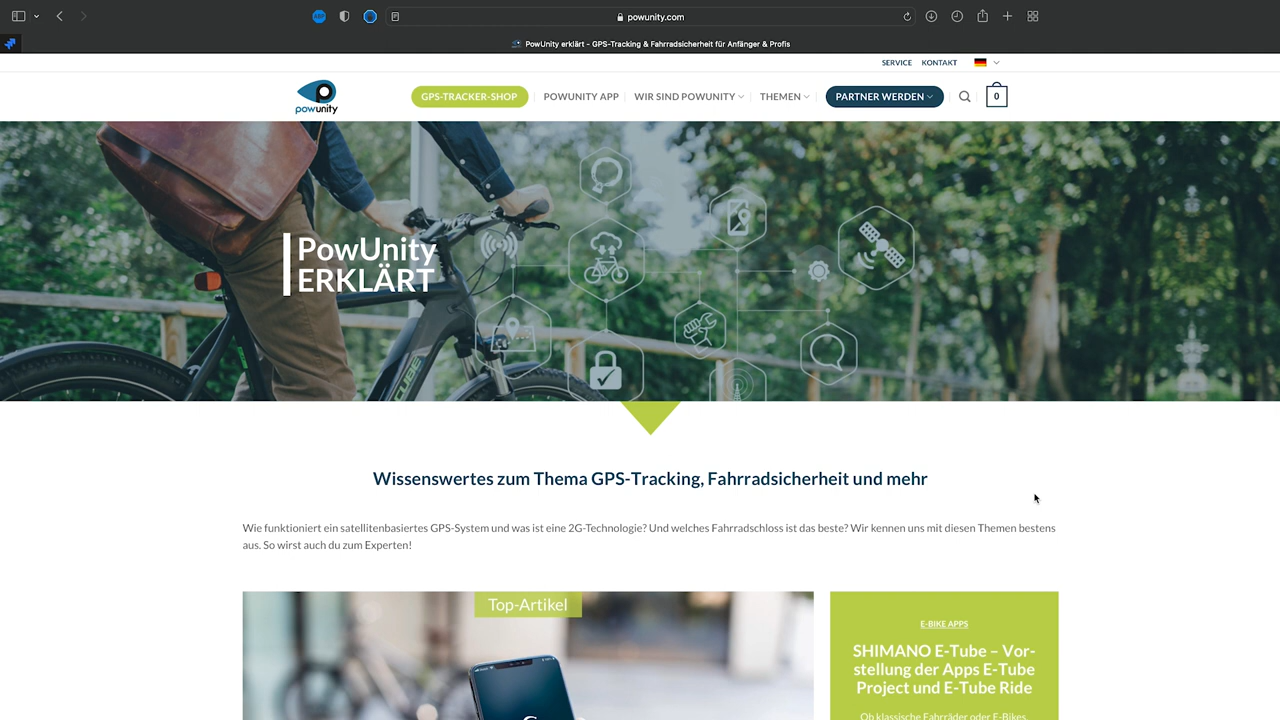 ABP
powunity.com
PowUnity erklärt - GPS-Tracking & Fahrradsicherheit für Anfänger & Profis
SERVICE KONTAKT
powunity
GPS-TRACKER-SHOP POWUNITY APP WIR SIND POWUNITY THEMEN PARTNER WERDEN 0
PowUnity
ERKLÄRT
CUBE
Wissenswertes zum Thema GPS-Tracking, Fahrradsicherheit und mehr
Wie funktioniert ein satellitenbasiertes GPS-System und was ist eine 2G-Technologie? Und welches Fahrradschloss ist das beste? Wir kennen uns mit diesen Themen bestens
aus. So wirst auch du zum Experten!
Top-Artikel
E-BIKE APPS
SHIMANO E-Tube – Vor-
stellung der Apps E-Tube
Project und E-Tube Ride
Ob klassische Fahrräder oder E-Bikes,